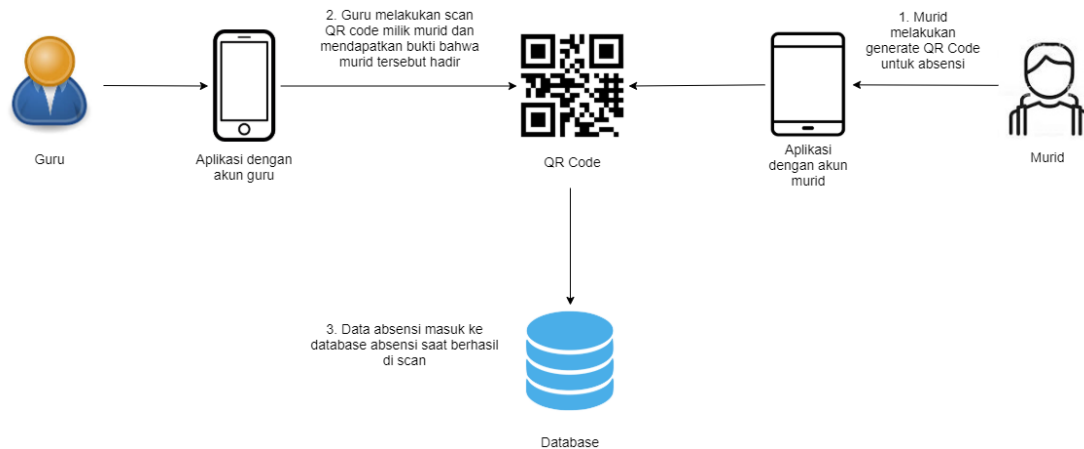 2. Guru melakukan scan
QR code milik murid dan
mendapatkan bukti bahwa
murid tersebut hadir
1. Murid
melakukan
generate QR Code
untuk absensi
Guru
Aplikasi dengan
akun guru
QR Code
Aplikasi
dengan akun
murid
Murid
3. Data absensi masuk ke
database absensi saat berhasil
di scan
Database